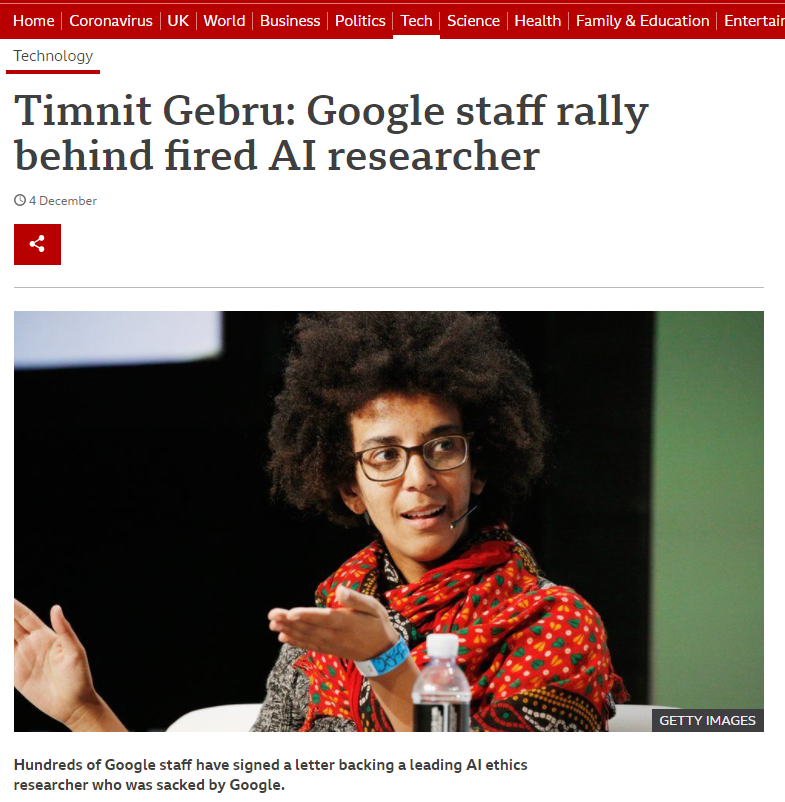 Home Coronavirus UK World Business Politics Tech Science Health Family & Education
Technology
Timnit Gebru: Google staff rally
behind fired AI researcher
4 December
GETTY IMAGES
Hundreds of Google staff have signed a letter backing a leading AI ethics
researcher who was sacked by Google.